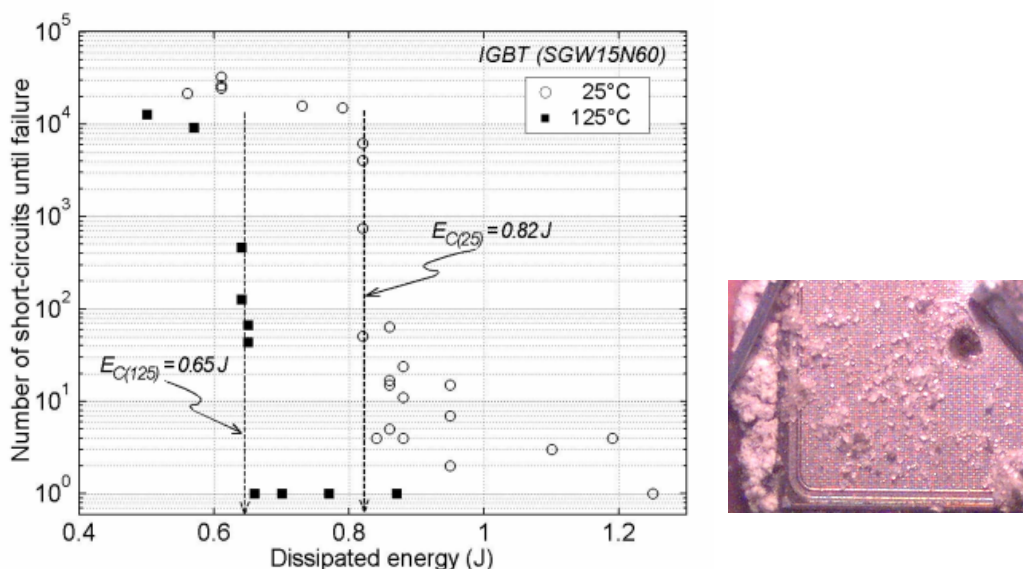 IGBT (SGW15N60)
25°C
125°C
E_C(25) = 0.82 J
E_C(125) = 0.65 J
Number of short-circuits until failure
10^5
10^4
10^3
10^2
10^1
10^0
0.4 0.6 0.8 1 1.2
Dissipated energy (J)